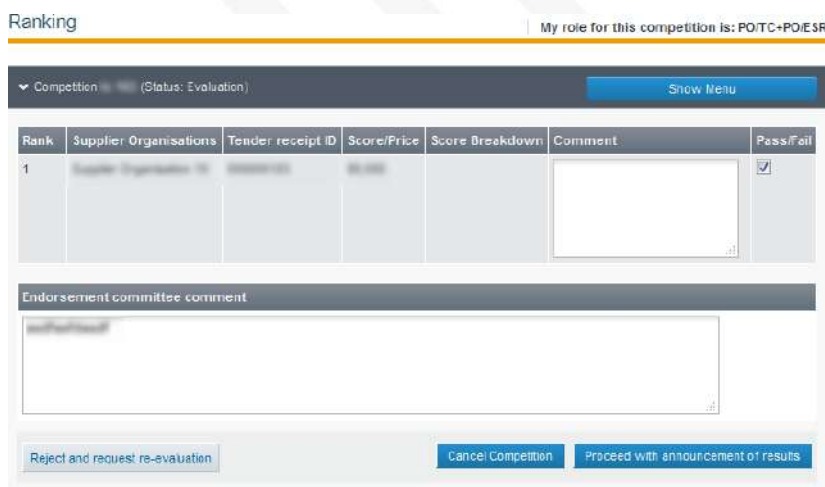 Ranking
My role for this competition is: PO/TC+PO/ESR
Competition (Status: Evaluation)
Show Menu
Rank Supplier Organisations Tender receipt ID Score/Price Score Breakdown Comment Pass/Fail
1
Endorsement committee comment
Reject and request re-evaluation
Cancel Competition
Proceed with announcement of results